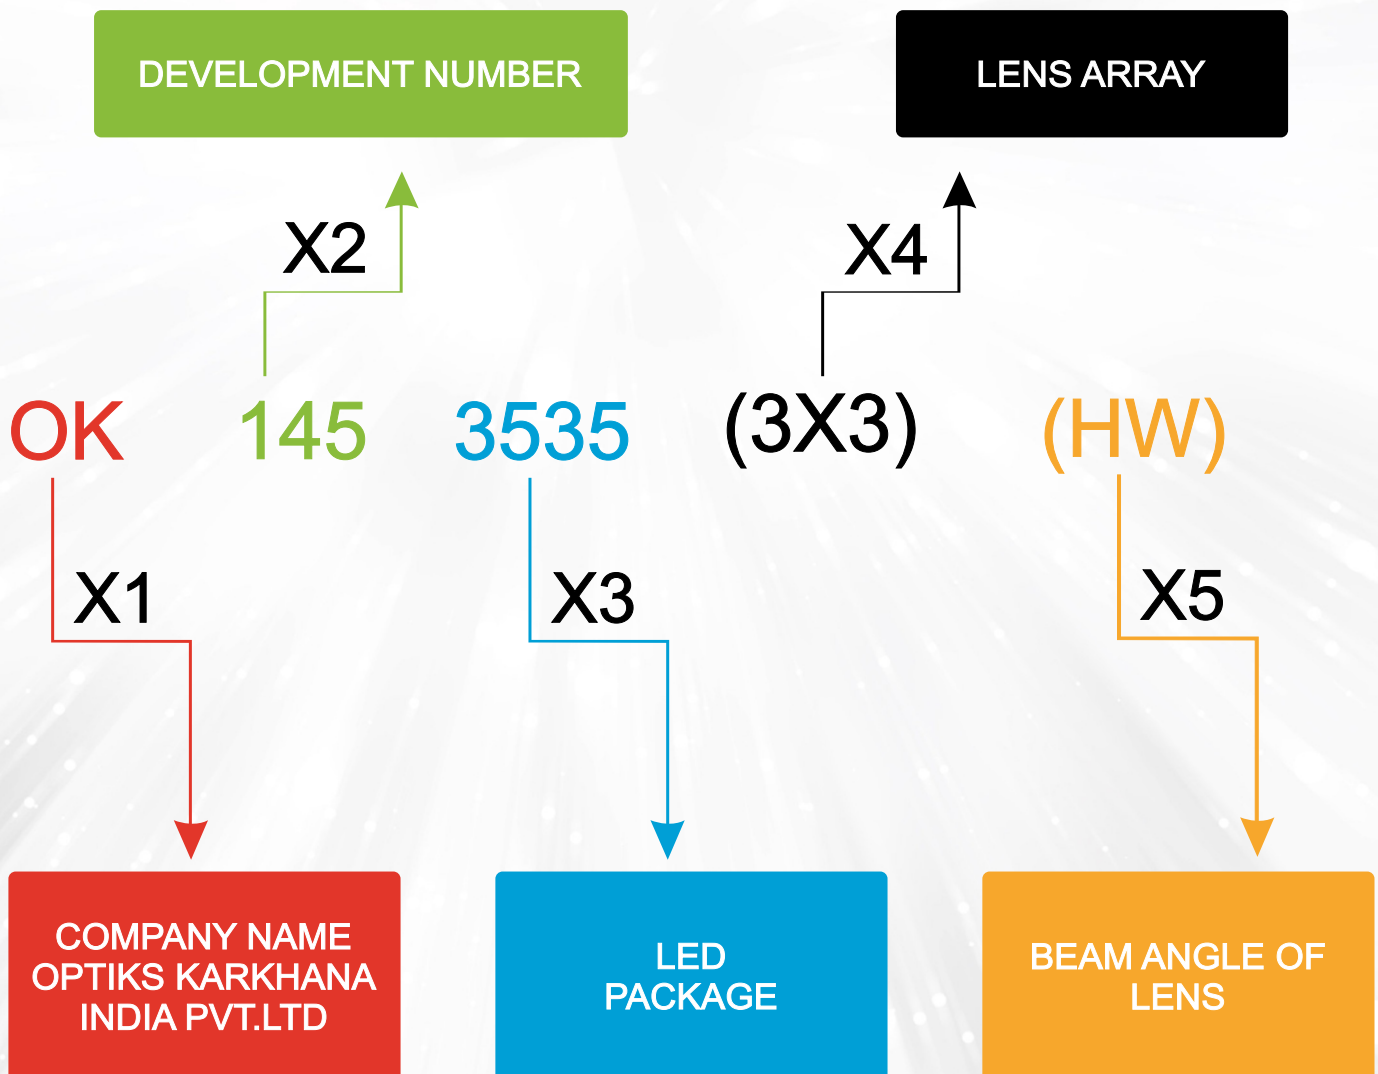 DEVELOPMENT NUMBER
LENS ARRAY
X2
X4
OK 145 3535 (3X3) (HW)
X1
X3
X5
COMPANY NAME
OPTIKS KARKHANA
INDIA PVT.LTD
LED
PACKAGE
BEAM ANGLE OF
LENS